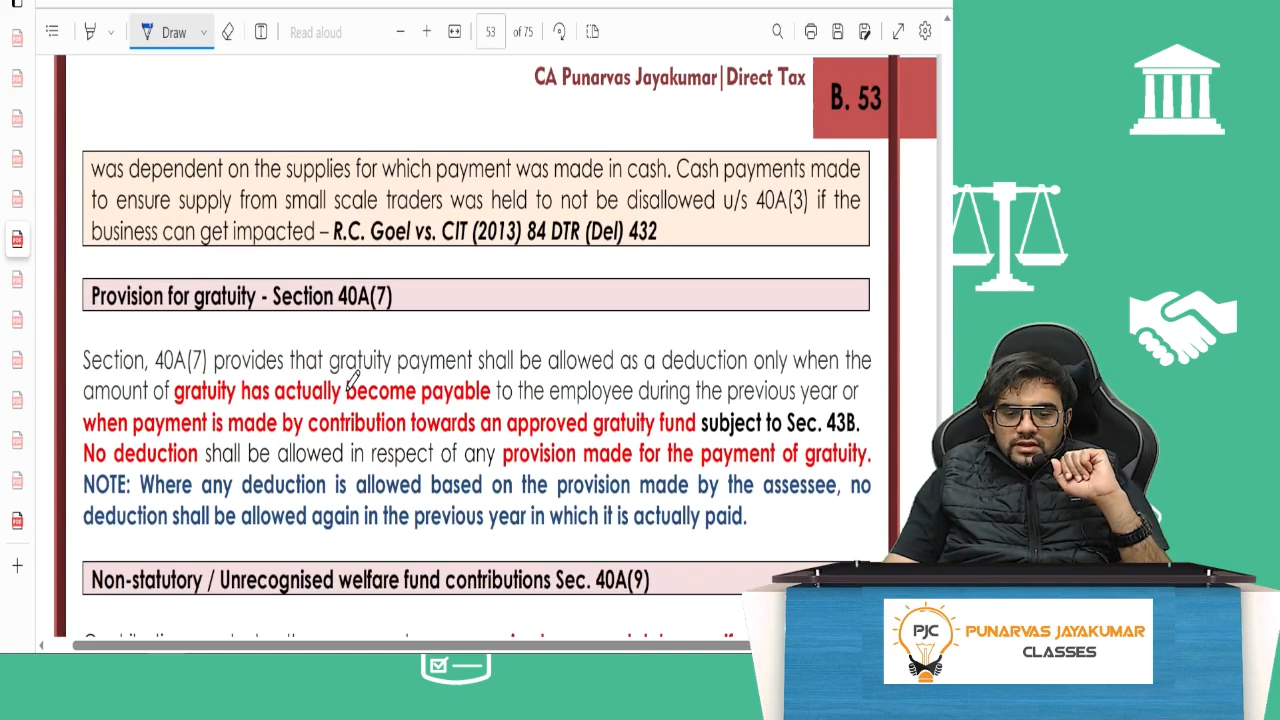 Draw
Read aloud
53
of 75
CA Punarvas Jayakumar|Direct Tax
B. 53
was dependent on the supplies for which payment was made in cash. Cash payments made
to ensure supply from small scale traders was held to not be disallowed u/s 40A(3) if the
business can get impacted – R.C. Goel vs. CIT (2013) 84 DTR (Del) 432
Provision for gratuity - Section 40A(7)
Section, 40A(7) provides that gratuity payment shall be allowed as a deduction only when the
amount of gratuity has actually become payable to the employee during the previous year or
when payment is made by contribution towards an approved gratuity fund subject to Sec. 43B.
No deduction shall be allowed in respect of any provision made for the payment of gratuity.
NOTE: Where any deduction is allowed based on the provision made by the assessee, no
deduction shall be allowed again in the previous year in which it is actually paid.
Non-statutory / Unrecognised welfare fund contributions Sec. 40A(9)
PJC
PUNARVAS JAYAKUMAR
CLASSES